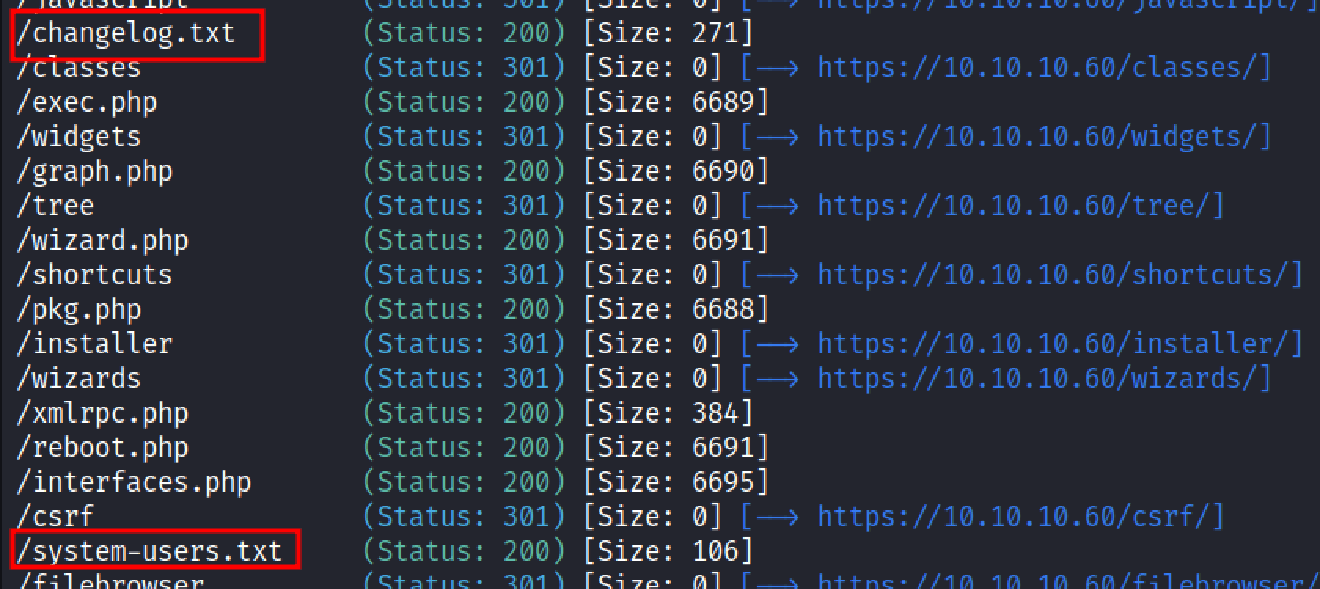 /javascript (Status: 301) [Size: 0] [——> https://10.10.10.60/javascript/]
/changelog.txt (Status: 200) [Size: 271]
/classes (Status: 301) [Size: 0] [——> https://10.10.10.60/classes/]
/exec.php (Status: 200) [Size: 6689]
/widgets (Status: 301) [Size: 0] [——> https://10.10.10.60/widgets/]
/graph.php (Status: 200) [Size: 6690]
/tree (Status: 301) [Size: 0] [——> https://10.10.10.60/tree/]
/wizard.php (Status: 200) [Size: 6691]
/shortcuts (Status: 301) [Size: 0] [——> https://10.10.10.60/shortcuts/]
/pkg.php (Status: 200) [Size: 6688]
/installer (Status: 301) [Size: 0] [——> https://10.10.10.60/installer/]
/wizards (Status: 301) [Size: 0] [——> https://10.10.10.60/wizards/]
/xmlrpc.php (Status: 200) [Size: 384]
/reboot.php (Status: 200) [Size: 6691]
/interfaces.php (Status: 200) [Size: 6695]
/csrf (Status: 301) [Size: 0] [——> https://10.10.10.60/csrf/]
/system-users.txt (Status: 200) [Size: 106]
/filebrowser (Status: 301) [Size: 0] [——> https://10.10.10.60/filebrowser/